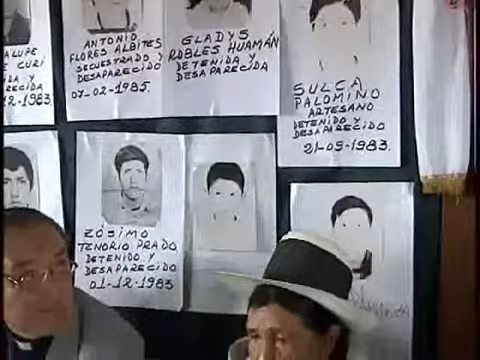 ANTONIO
FLORES ALBITES
SECUESTRADO Y
DESAPARECIDO
07-02-1985.
GLADYS
ROBLES HUAMÁN
DETENIDA Y
DESAPARECIDA
SULCA
PALOMINO
ARTESANO
DETENIDO Y
DESAPARECIDO
21-09-1983.
ZÓSIMO
TENORIO PRADO
DETENIDO Y
DESAPARECIDO
01-12-1983